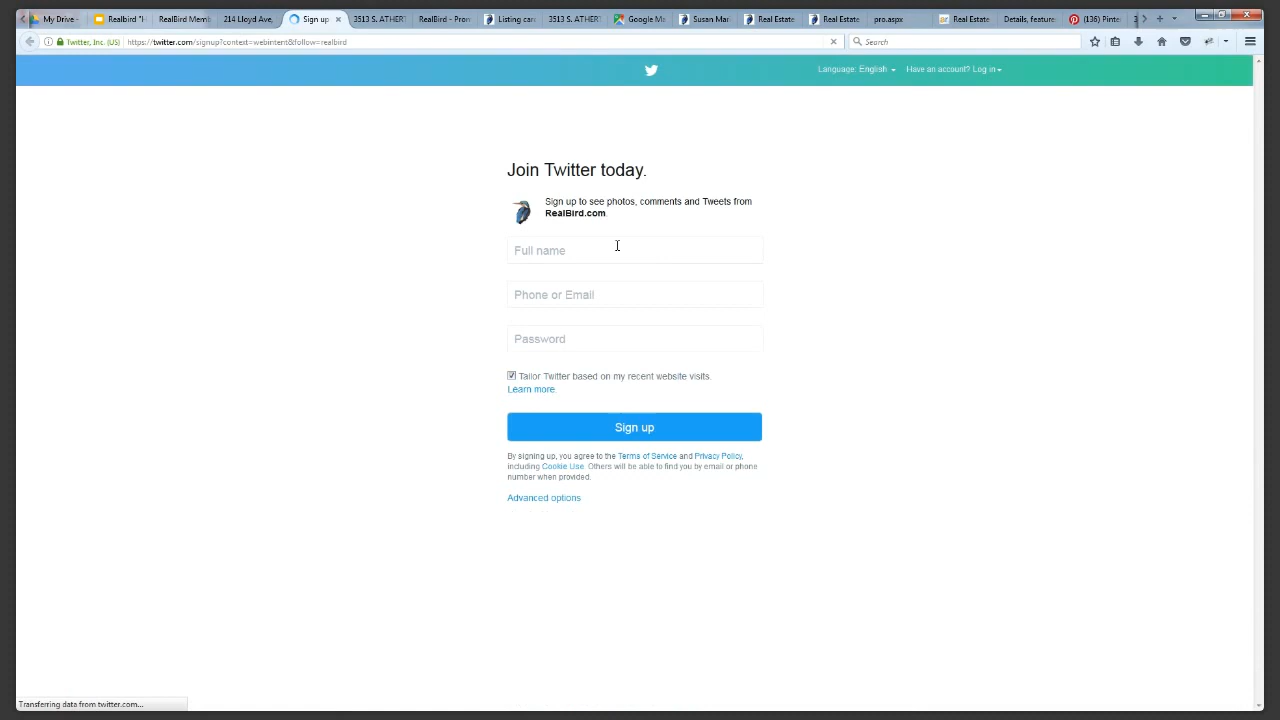 My Drive -
Realbird "H
RealBird Memb
214 Lloyd Ave,
Sign up
3513 S. ATHERT
RealBird - Pron
Listing car
3513 S. ATHERT
Google Ma
Susan Mar
Real Estate
Real Estate
pro.aspx
Real Estate
Details, feature
(136) Pinte
Twitter, Inc. (US)
https://twitter.com/signup?context=webintent&follow=realbird
Search
Language: English
Have an account? Log in
Join Twitter today.
Sign up to see photos, comments and Tweets from
RealBird.com.
Full name
Phone or Email
Password
Tailor Twitter based on my recent website visits.
Learn more.
Sign up
By signing up, you agree to the Terms of Service and Privacy Policy,
including Cookie Use. Others will be able to find you by email or phone
number when provided.
Advanced options
Transferring data from twitter.com...